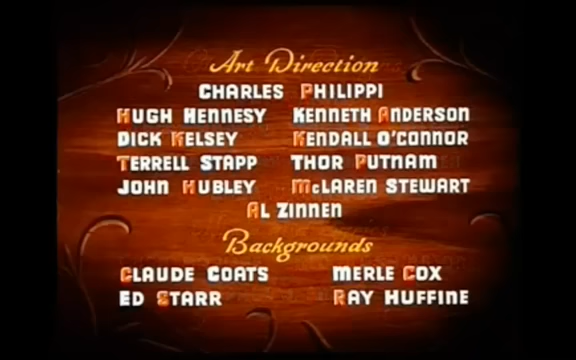 Art Direction
CHARLES PHILIPPI
HUGH HENNESY KENNETH ANDERSON
DICK KELSEY KENDALL O'CONNOR
TERRELL STAPP THOR PUTNAM
JOHN HUBLEY MCLAREN STEWART
AL ZINNEN
Backgrounds
CLAUDE COATS MERLE COX
ED STARR RAY HUFFINE